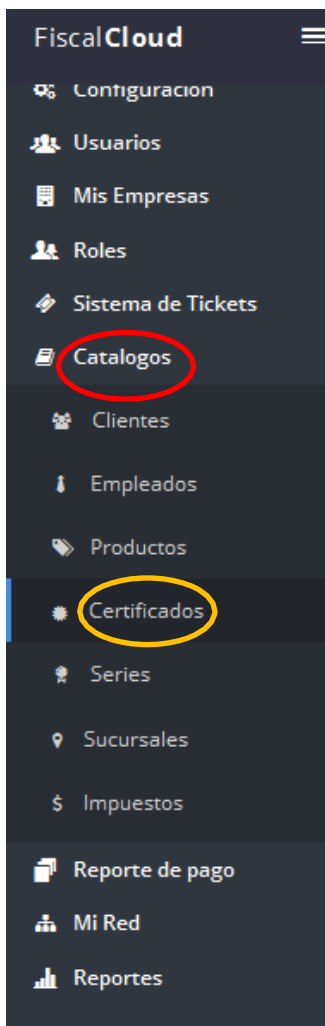 FiscalCloud
Configuración
Usuarios
Mis Empresas
Roles
Sistema de Tickets
Catalogos
Clientes
Empleados
Productos
Certificados
Series
Sucursales
$ Impuestos
Reporte de pago
Mi Red
Reportes